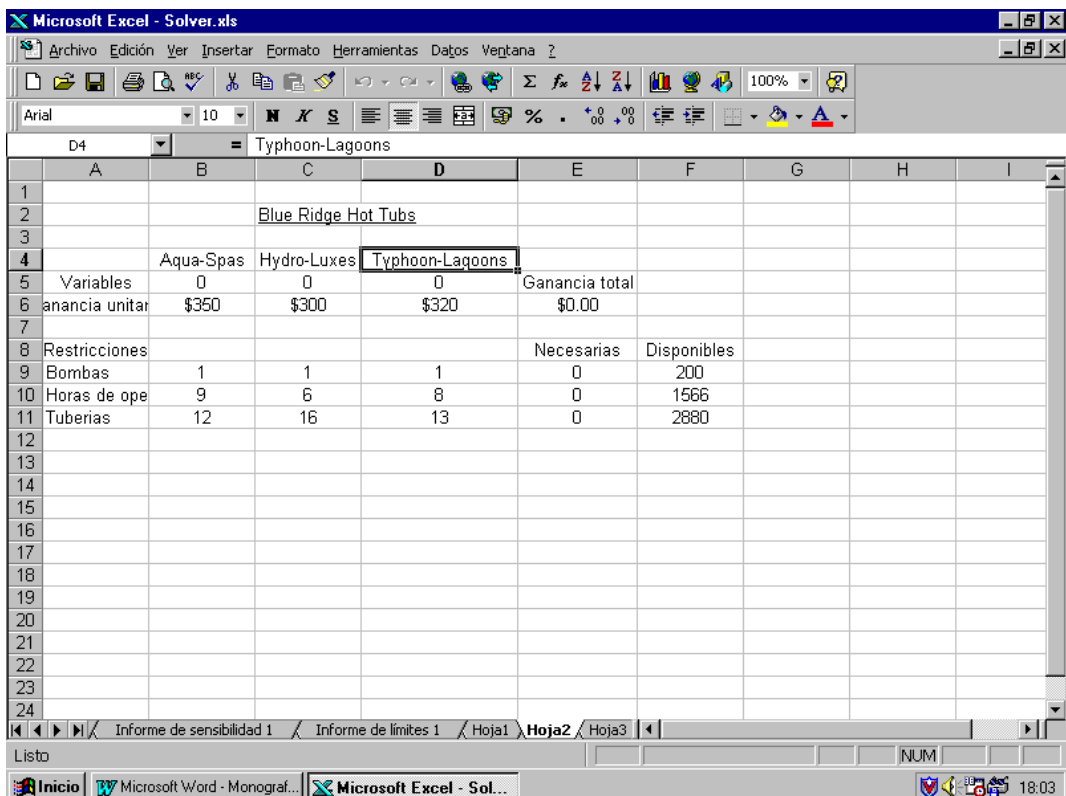 Microsoft Excel - Solver.xls
Archivo Edición Ver Insertar Formato Herramientas Datos Ventana ?
ABC Σ fx A Z Z A 100% ?
Arial 10 N K S % A
D4 = Typhoon-Lagoons
A B C D E F G H I
1
2 Blue Ridge Hot Tubs
3
4 Aqua-Spas Hydro-Luxes Typhoon-Lagoons
5 Variables 0 0 0 Ganancia total
6 anancia unitar $350 $300 $320 $0.00
7
8 Restricciones Necesarias Disponibles
9 Bombas 1 1 1 0 200
10 Horas de ope 9 6 8 0 1566
11 Tuberias 12 16 13 0 2880
12
13
14
15
16
17
18
19
20
21
22
23
24
Informe de sensibilidad 1 Informe de límites 1 Hoja1 Hoja2 Hoja3
Listo NUM
Inicio Microsoft Word - Monograf... Microsoft Excel - Sol... 18:03